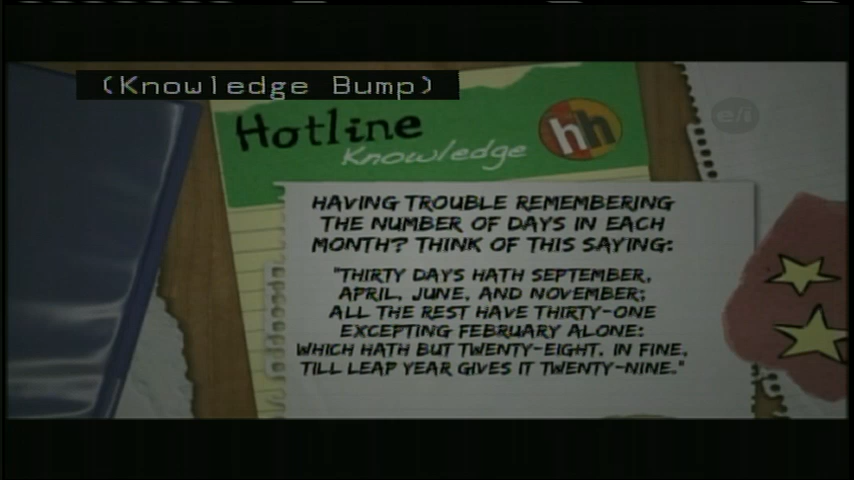 (Knowledge Bump)
Hotline
Knowledge
hh
e/i
HAVING TROUBLE REMEMBERING
THE NUMBER OF DAYS IN EACH
MONTH? THINK OF THIS SAYING:
"THIRTY DAYS HATH SEPTEMBER,
APRIL, JUNE, AND NOVEMBER;
ALL THE REST HAVE THIRTY-ONE
EXCEPTING FEBRUARY ALONE:
WHICH HATH BUT TWENTY-EIGHT, IN FINE,
TILL LEAP YEAR GIVES IT TWENTY-NINE."